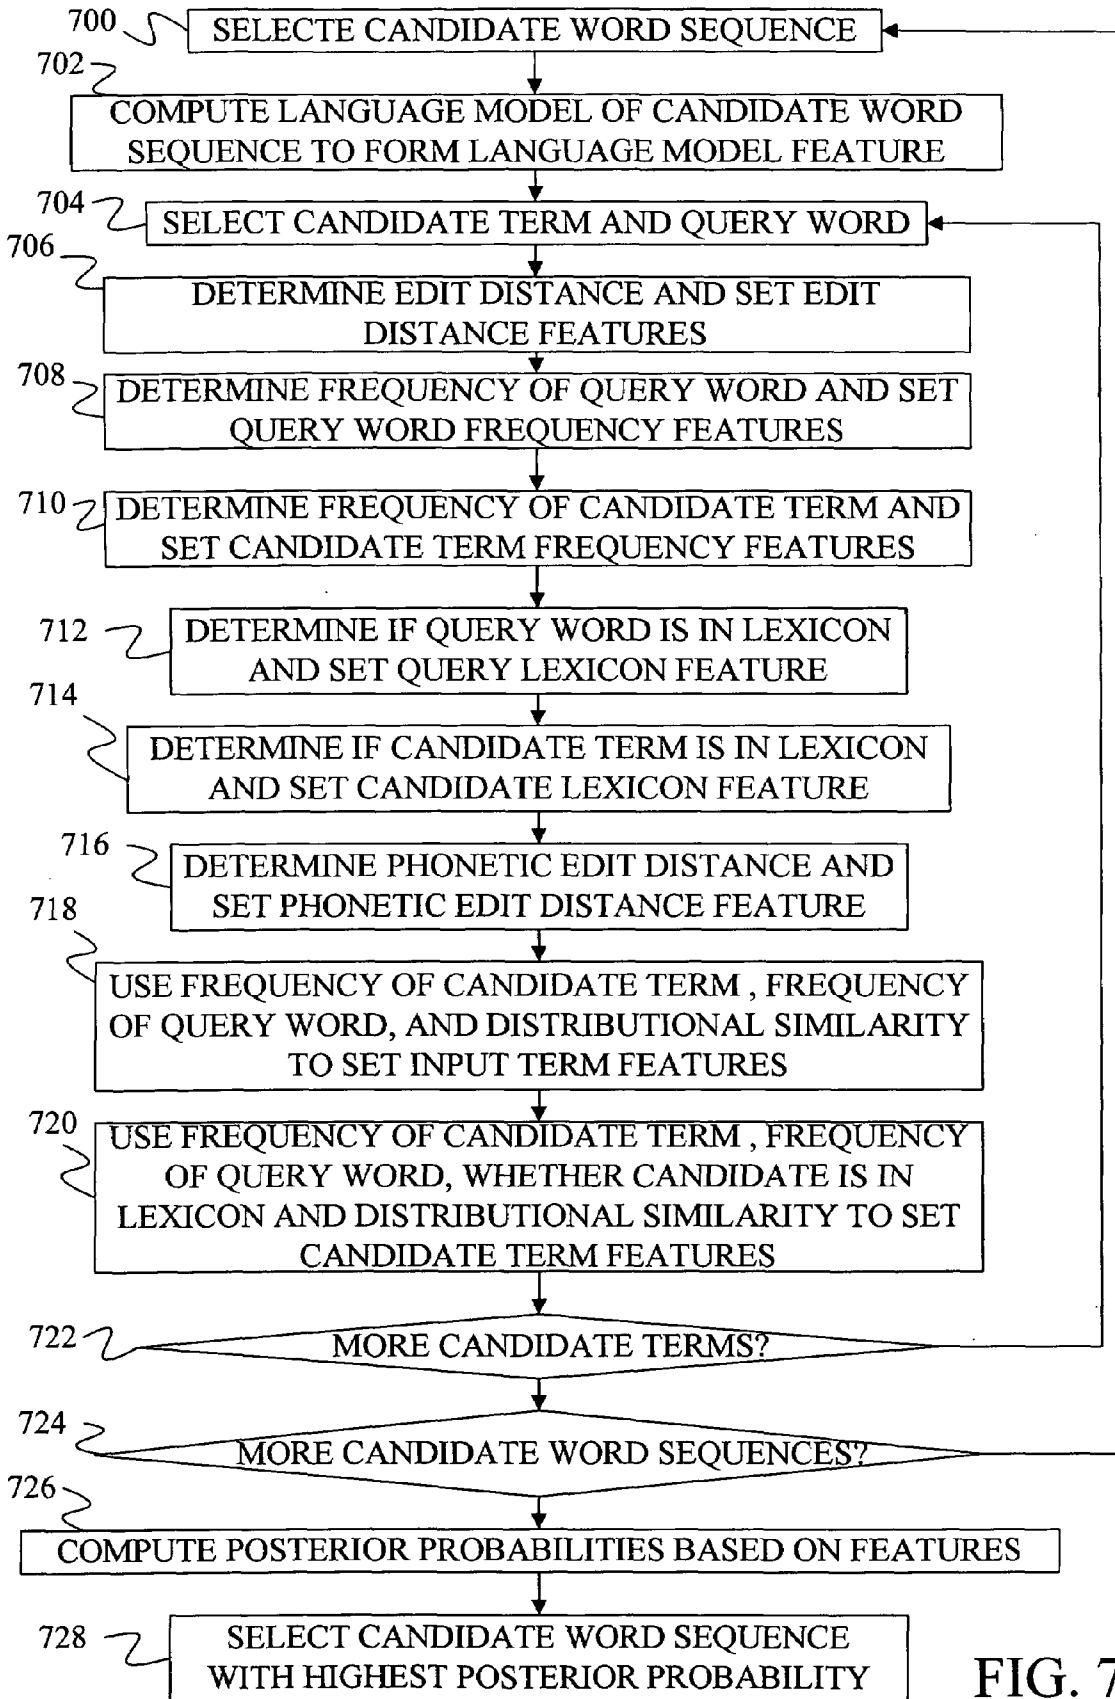 700
SELECTE CANDIDATE WORD SEQUENCE
702
COMPUTE LANGUAGE MODEL OF CANDIDATE WORD
SEQUENCE TO FORM LANGUAGE MODEL FEATURE
704
SELECT CANDIDATE TERM AND QUERY WORD
706
DETERMINE EDIT DISTANCE AND SET EDIT
DISTANCE FEATURES
708
DETERMINE FREQUENCY OF QUERY WORD AND SET
QUERY WORD FREQUENCY FEATURES
710
DETERMINE FREQUENCY OF CANDIDATE TERM AND
SET CANDIDATE TERM FREQUENCY FEATURES
712
DETERMINE IF QUERY WORD IS IN LEXICON
AND SET QUERY LEXICON FEATURE
714
DETERMINE IF CANDIDATE TERM IS IN LEXICON
AND SET CANDIDATE LEXICON FEATURE
716
DETERMINE PHONETIC EDIT DISTANCE AND
SET PHONETIC EDIT DISTANCE FEATURE
718
USE FREQUENCY OF CANDIDATE TERM , FREQUENCY
OF QUERY WORD, AND DISTRIBUTIONAL SIMILARITY
TO SET INPUT TERM FEATURES
720
USE FREQUENCY OF CANDIDATE TERM , FREQUENCY
OF QUERY WORD, WHETHER CANDIDATE IS IN
LEXICON AND DISTRIBUTIONAL SIMILARITY TO SET
CANDIDATE TERM FEATURES
722
MORE CANDIDATE TERMS?
724
MORE CANDIDATE WORD SEQUENCES?
726
COMPUTE POSTERIOR PROBABILITIES BASED ON FEATURES
728
SELECT CANDIDATE WORD SEQUENCE
WITH HIGHEST POSTERIOR PROBABILITY
FIG. 7